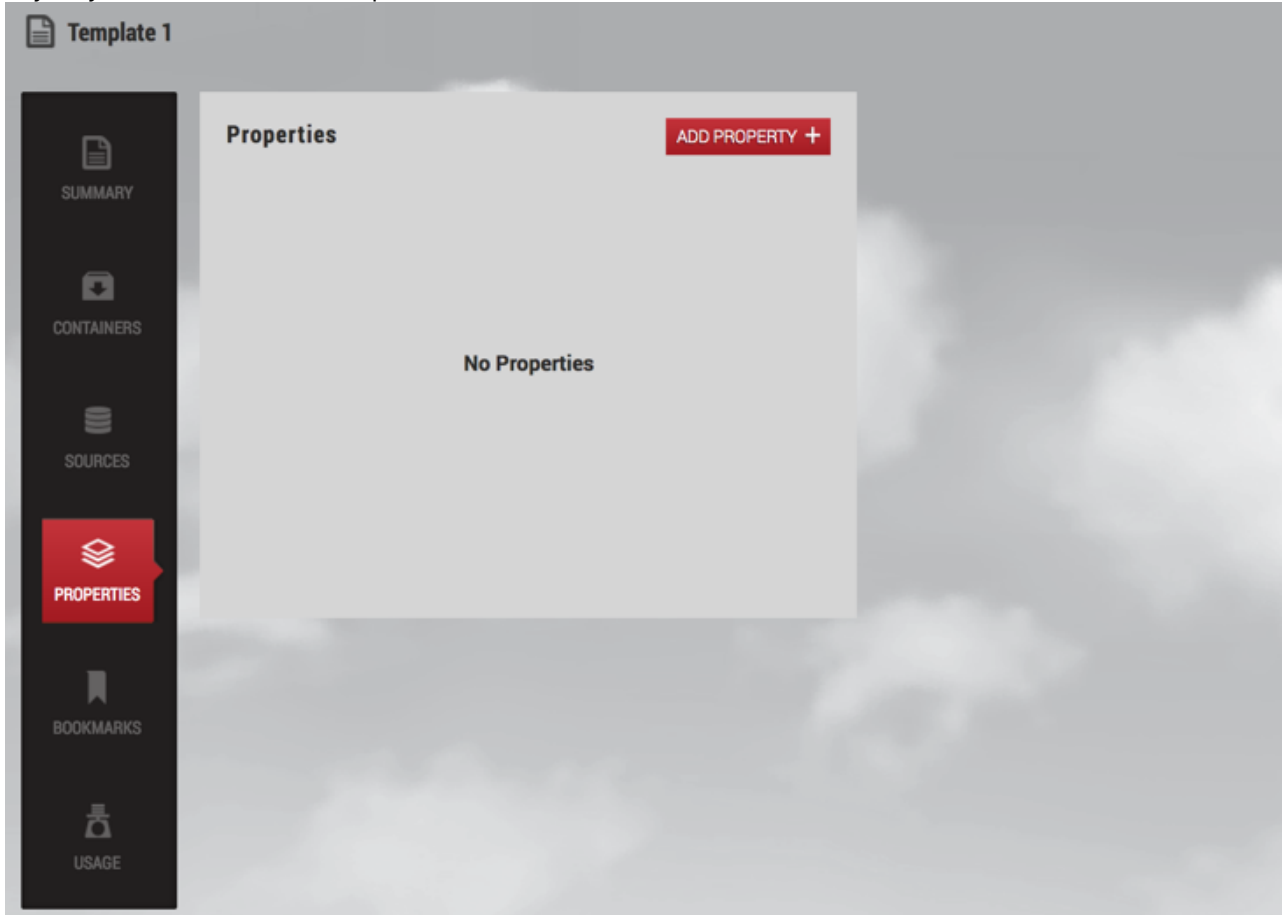 Template 1
SUMMARY
CONTAINERS
SOURCES
PROPERTIES
BOOKMARKS
USAGE
Properties
ADD PROPERTY +
No Properties